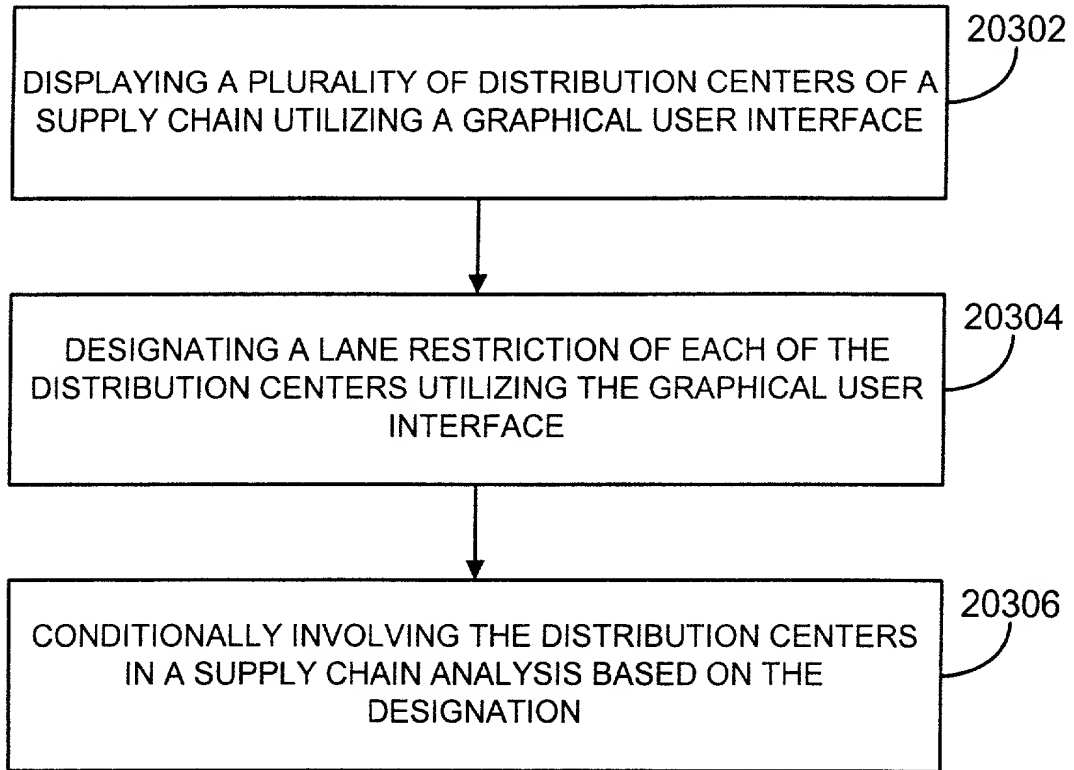 20302
DISPLAYING A PLURALITY OF DISTRIBUTION CENTERS OF A
SUPPLY CHAIN UTILIZING A GRAPHICAL USER INTERFACE
20304
DESIGNATING A LANE RESTRICTION OF EACH OF THE
DISTRIBUTION CENTERS UTILIZING THE GRAPHICAL USER
INTERFACE
20306
CONDITIONALLY INVOLVING THE DISTRIBUTION CENTERS
IN A SUPPLY CHAIN ANALYSIS BASED ON THE
DESIGNATION